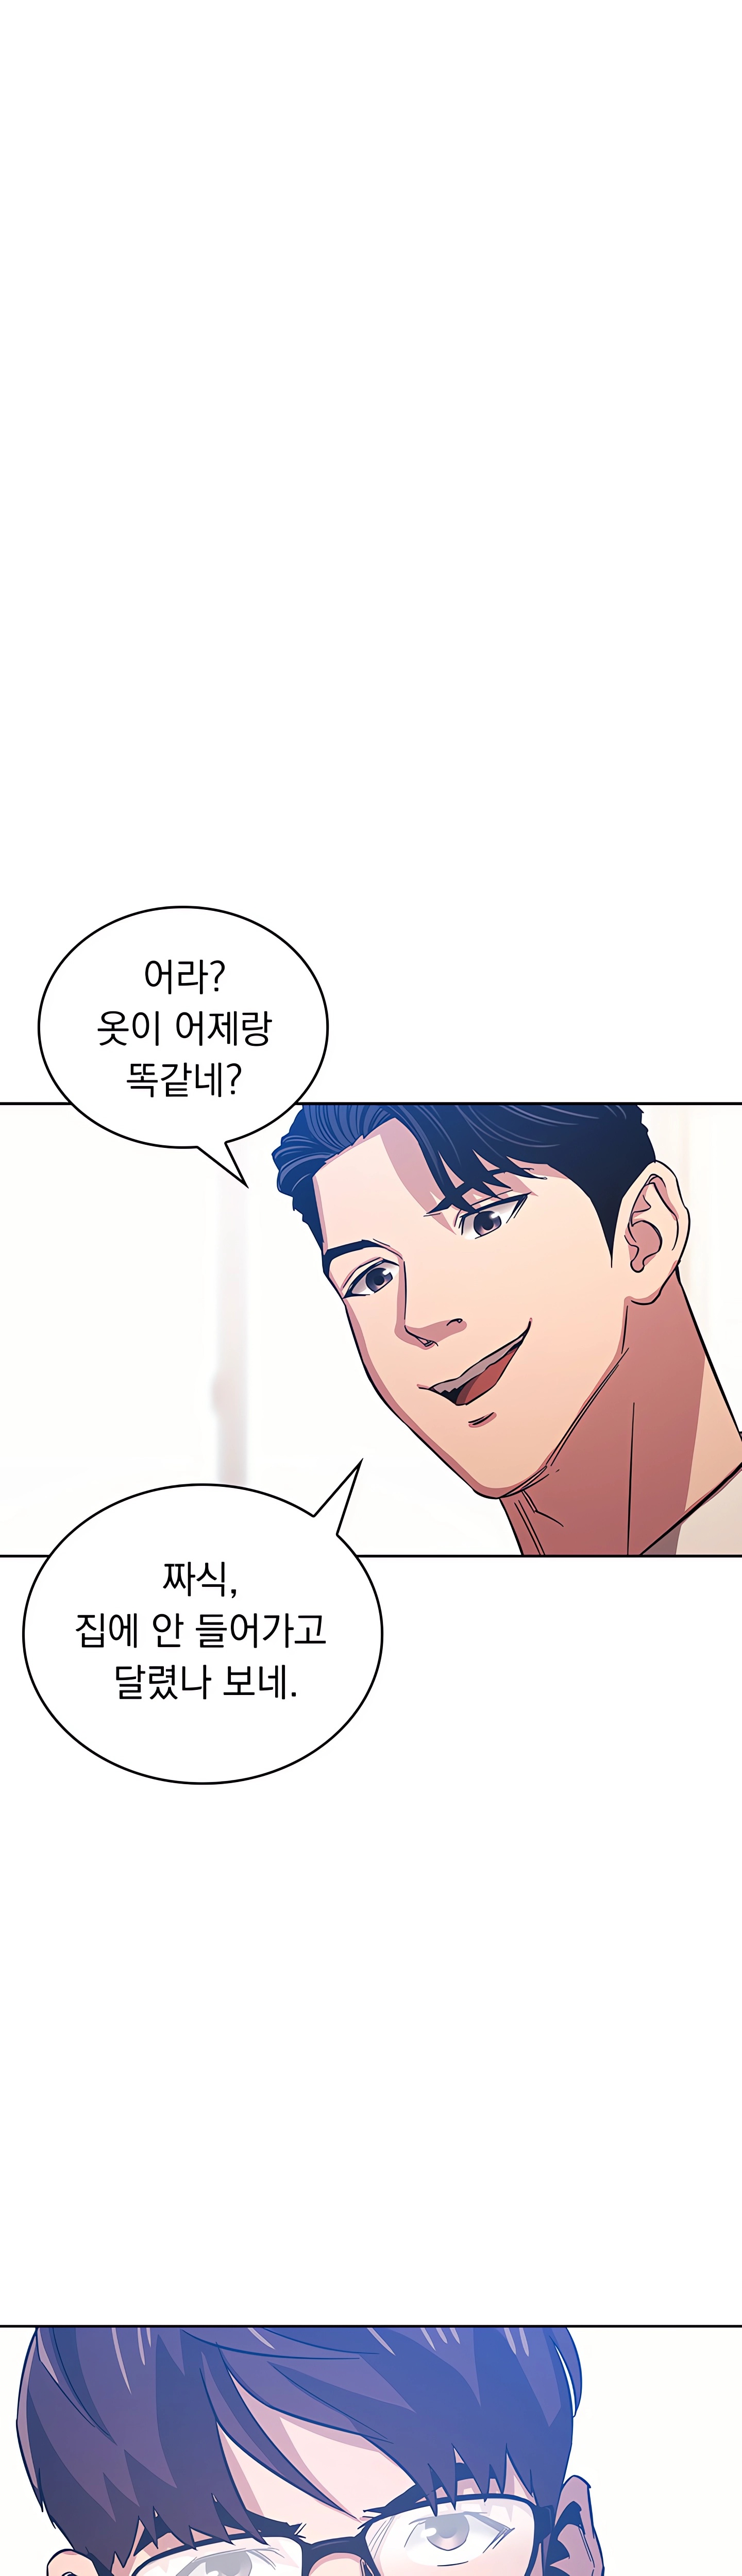 어라?
옷이 어제랑
똑같네?
짜식,
집에 안 들어가고
달렸나 보네.